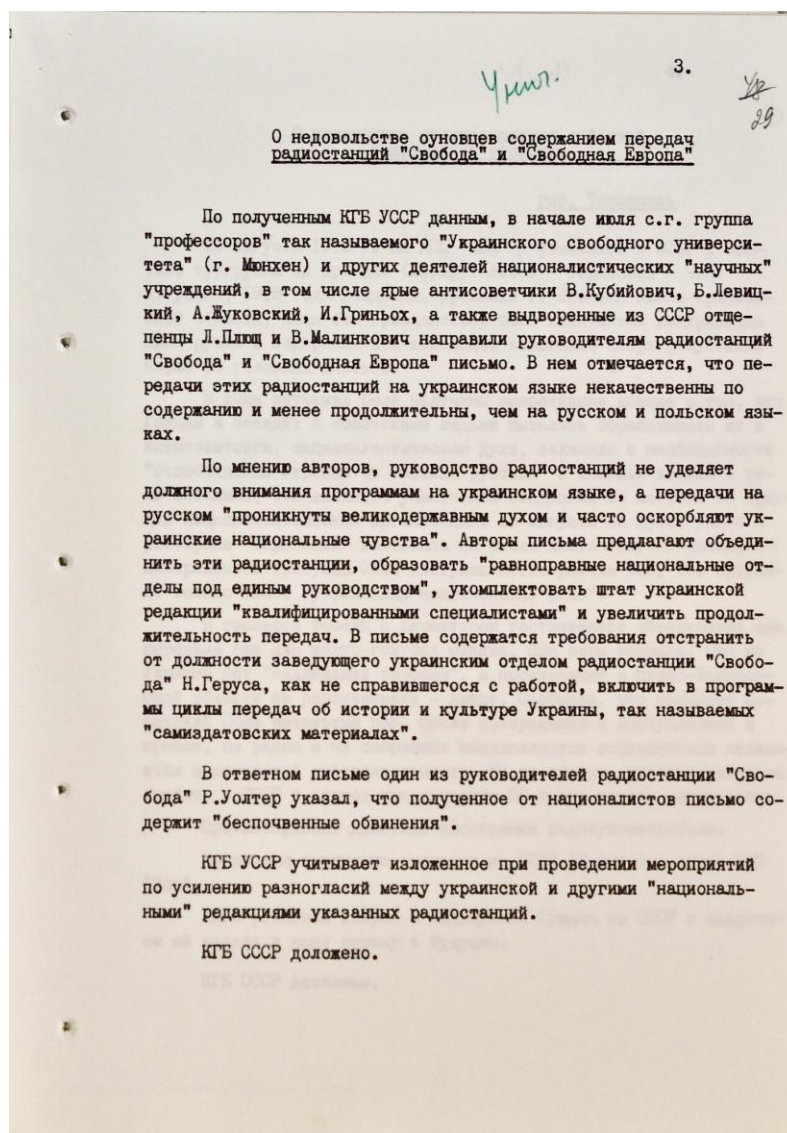 3.
Унич.
48
29
О недовольстве оуновцев содержанием передач
радиостанций "Свобода" и "Свободная Европа"
По полученным КГБ УССР данным, в начале июля с.г. группа
"профессоров" так называемого "Украинского свободного универси-
тета" (г. Мюнхен) и других деятелей националистических "научных"
учреждений, в том числе ярые антисоветчики В.Кубийович, Б.Левиц-
кий, А.Жуковский, И.Гриньох, а также выдворенные из СССР отще-
пенцы Л.Плющ и В.Малинкович направили руководителям радиостанций
"Свобода" и "Свободная Европа" письмо. В нем отмечается, что пе-
редачи этих радиостанций на украинском языке некачественны по
содержанию и менее продолжительны, чем на русском и польском язы-
ках.
По мнению авторов, руководство радиостанций не уделяет
должного внимания программам на украинском языке, а передачи на
русском "проникнуты великодержавным духом и часто оскорбляют ук-
раинские национальные чувства". Авторы письма предлагают объеди-
нить эти радиостанции, образовать "равноправные национальные от-
делы под единым руководством", укомплектовать штат украинской
редакции "квалифицированными специалистами" и увеличить продол-
жительность передач. В письме содержатся требования отстранить
от должности заведующего украинским отделом радиостанции "Свобо-
да" Н.Геруса, как не справившегося с работой, включить в програм-
мы циклы передач об истории и культуре Украины, так называемых
"самиздатовских материалах".
В ответном письме один из руководителей радиостанции "Сво-
бода" Р.Уолтер указал, что полученное от националистов письмо со-
держит "беспочвенные обвинения".
КГБ УССР учитывает изложенное при проведении мероприятий
по усилению разногласий между украинской и другими "националь-
ными" редакциями указанных радиостанций.
КГБ СССР доложено.